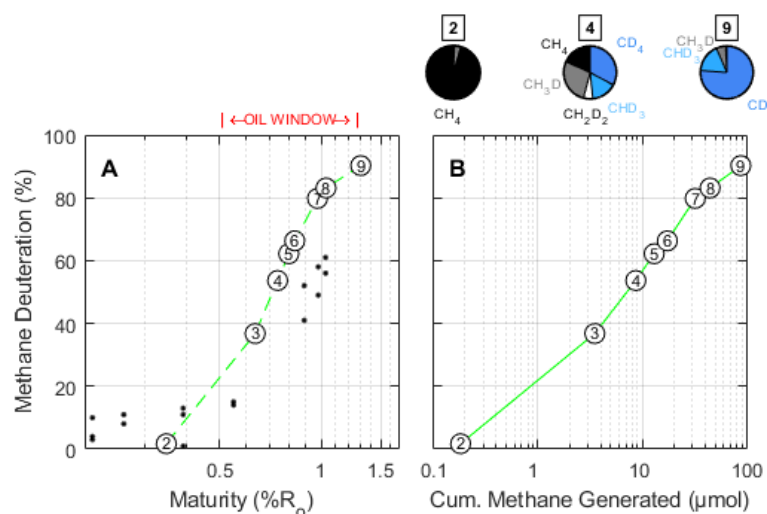 2 4 9
CH4 CD4 CH3D
CH3D CHD3
CH4 CH2D2 CHD3 CD
|←OIL WINDOW→|
100 A B
80
60
40
20
0
Methane Deuteration (%)
2 3 4 5 6 7 8 9
2 3 4 5 6 7 8 9
0.5 1 1.5 0.1 1 10 100
Maturity (%Ro) Cum. Methane Generated (μmol)